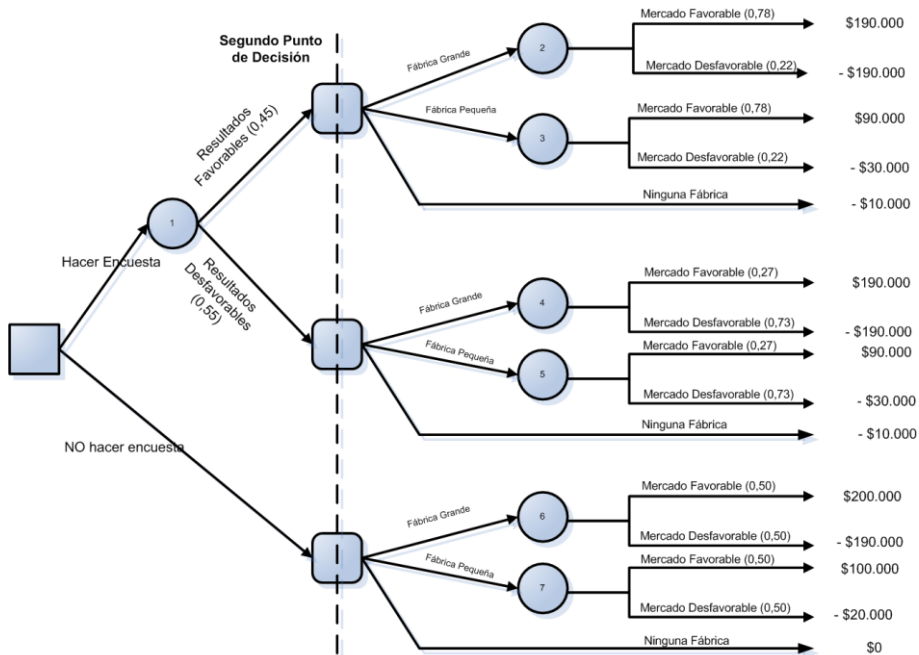 Segundo Punto
de Decisión
Resultados
Favorables (0,45)
Hacer Encuesta
1
Resultados
Desfavorables
(0,55)
NO hacer encuesta
Fábrica Grande
2
Mercado Favorable (0,78)
$190.000
Mercado Desfavorable (0,22)
- $190.000
Fábrica Pequeña
3
Mercado Favorable (0,78)
$90.000
Mercado Desfavorable (0,22)
- $30.000
Ninguna Fábrica
- $10.000
Fábrica Grande
4
Mercado Favorable (0,27)
$190.000
Mercado Desfavorable (0,73)
- $190.000
Fábrica Pequeña
5
Mercado Favorable (0,27)
$90.000
Mercado Desfavorable (0,73)
- $30.000
Ninguna Fábrica
- $10.000
Fábrica Grande
6
Mercado Favorable (0,50)
$200.000
Mercado Desfavorable (0,50)
- $190.000
Fábrica Pequeña
7
Mercado Favorable (0,50)
$100.000
Mercado Desfavorable (0,50)
- $20.000
Ninguna Fábrica
$0